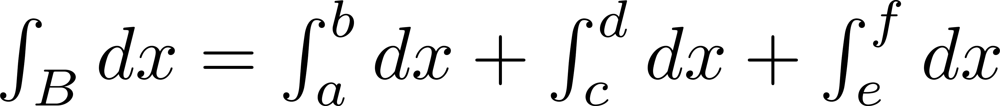 ∫_B dx = ∫_a^b dx + ∫_c^d dx + ∫_e^f dx